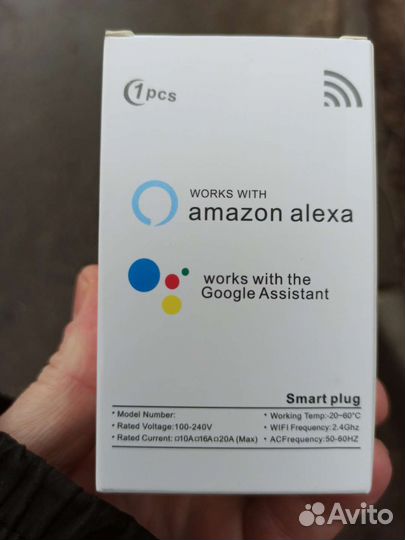 1pcs
WORKS WITH
amazon alexa
works with the
Google Assistant
Smart plug
• Model Number:
• Rated Voltage:100-240V
• Rated Current: □10A□16A□20A (Max)
• Working Temp:-20~60°C
• WIFI Frequency:2.4Ghz
• ACFrequency:50-60HZ
Avito